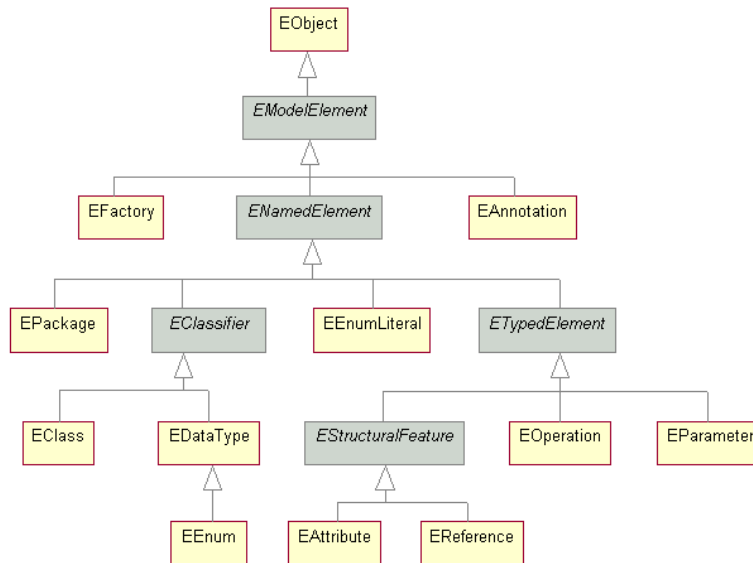 EObject
EModelElement
EFactory
ENamedElement
EAnnotation
EPackage
EClassifier
EEnumLiteral
ETypedElement
EClass
EDataType
EStructuralFeature
EOperation
EParameter
EEnum
EAttribute
EReference